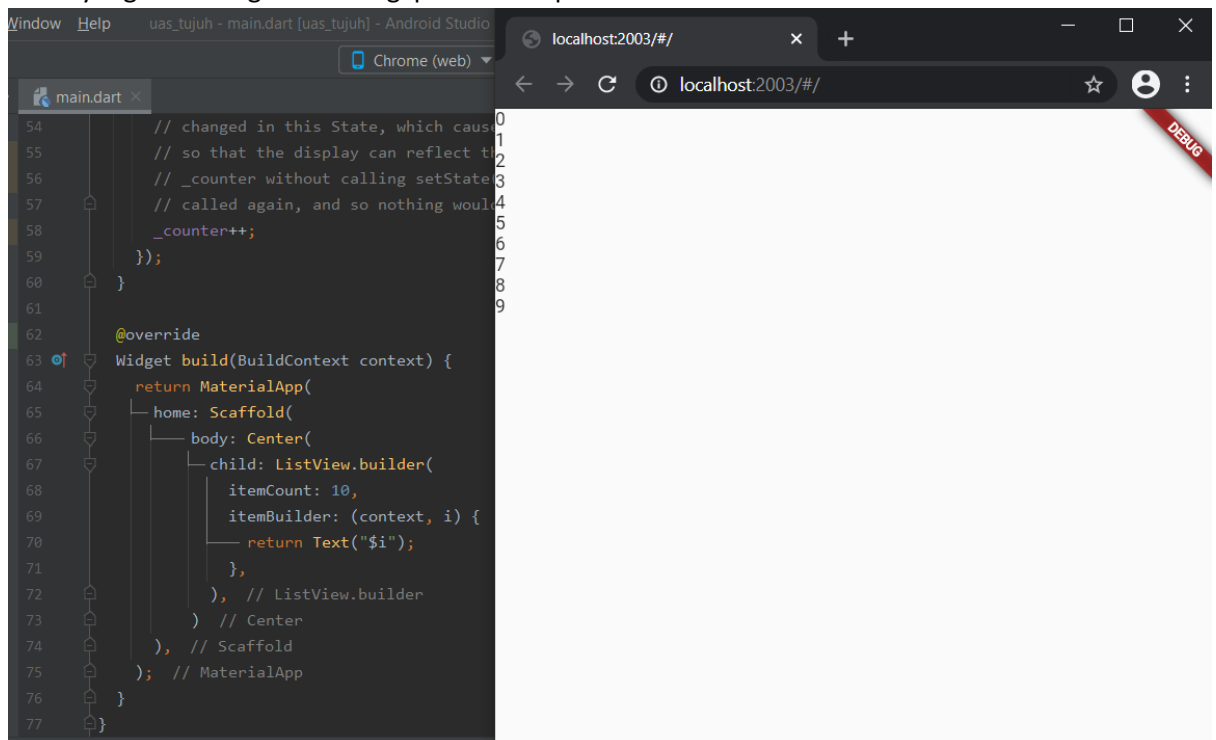 Window Help uas_tujuh - main.dart [uas_tujuh] - Android Studio
Chrome (web)
main.dart
54 // changed in this State, which cause
55 // so that the display can reflect th
56 // _counter without calling setState(
57 // called again, and so nothing would
58 _counter++;
59 });
60 }
61
62 @override
63 Widget build(BuildContext context) {
64 return MaterialApp(
65 home: Scaffold(
66 body: Center(
67 child: ListView.builder(
68 itemCount: 10,
69 itemBuilder: (context, i) {
70 return Text("$i");
71 },
72 ), // ListView.builder
73 ) // Center
74 ), // Scaffold
75 ); // MaterialApp
76 }
77 }
localhost:2003/#/
localhost:2003/#/
0
1
2
3
4
5
6
7
8
9
DEBUG